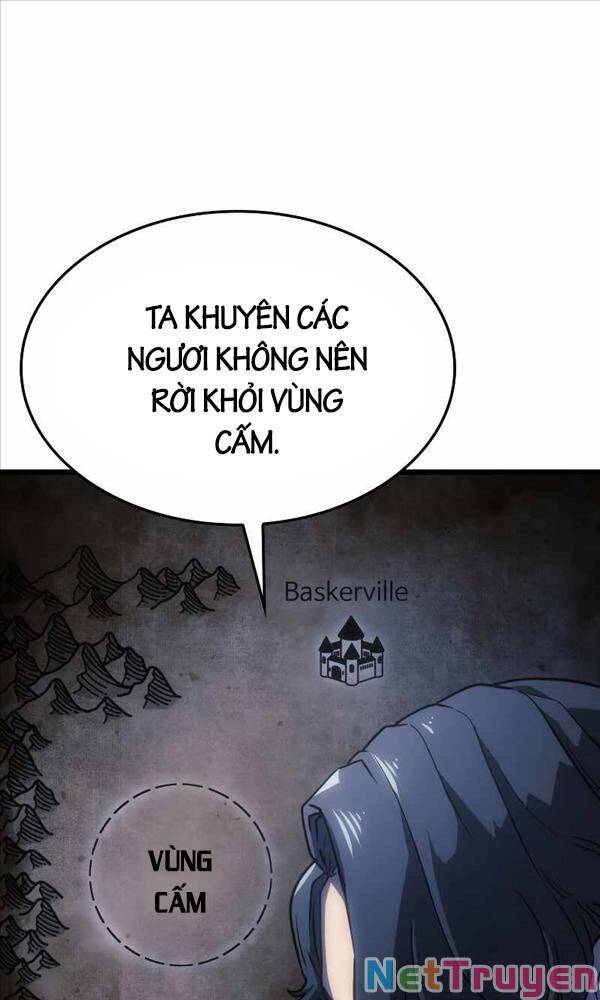 TA KHUYÊN CÁC
NGƯƠI KHÔNG NÊN
RỜI KHỎI VÙNG
CẤM.
Baskerville
VÙNG
CẤM
NetTruyen